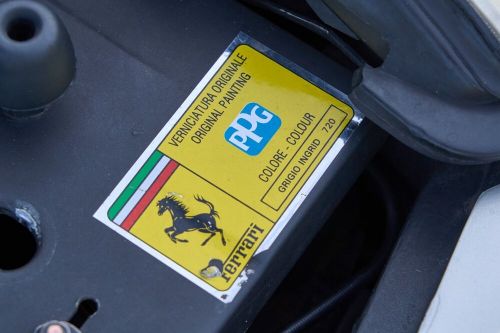 VERNICIATURA ORIGINALE
ORIGINAL PAINTING
PPG
COLORE - COLOUR
GRIGIO INGRID 720
Ferrari